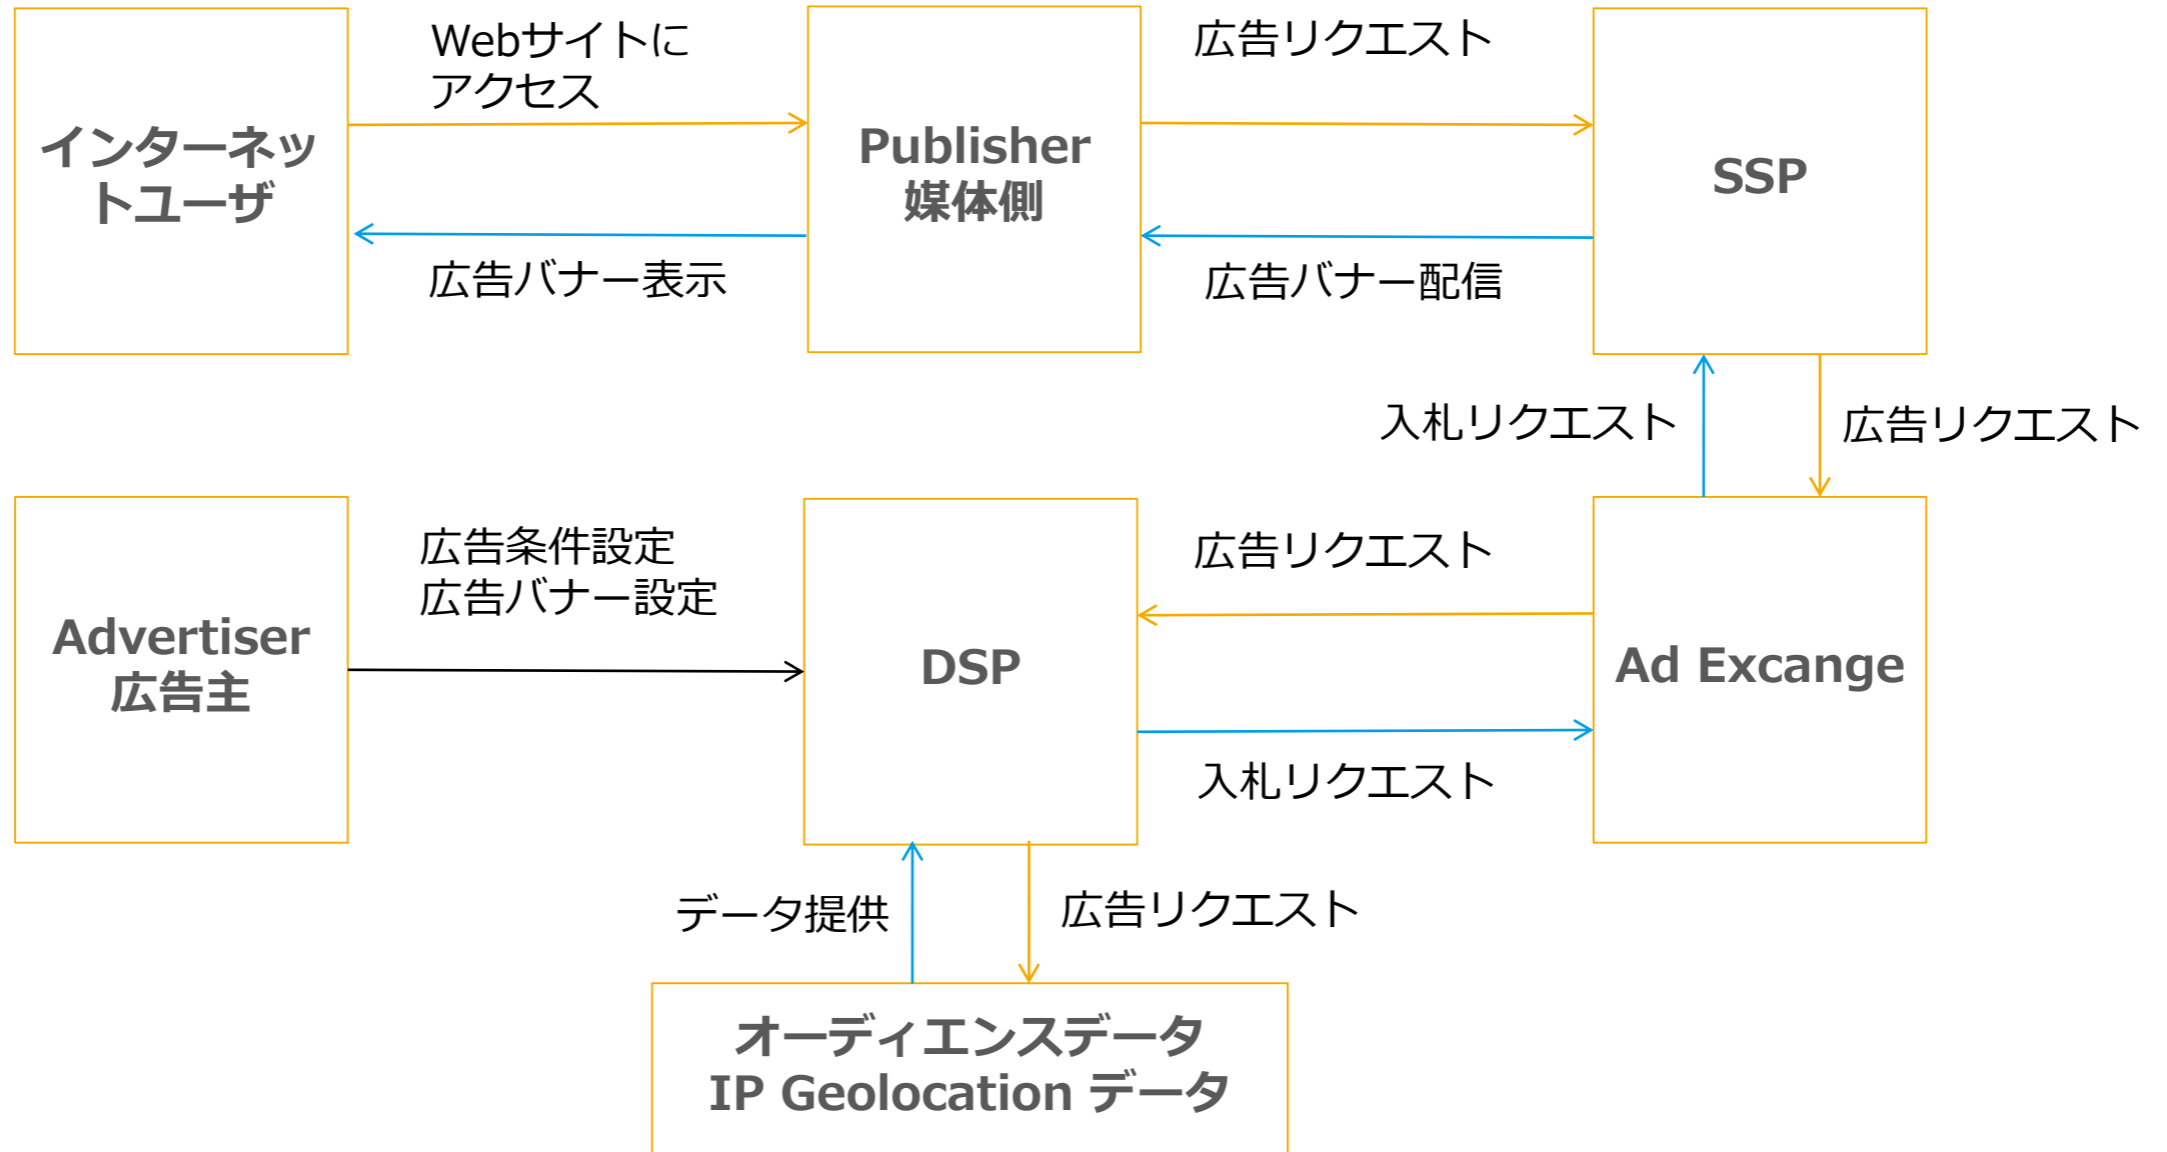 Webサイトに
アクセス
広告リクエスト
インターネッ
トユーザ
Publisher
媒体側
SSP
広告バナー表示
広告バナー配信
入札リクエスト
広告リクエスト
広告条件設定
広告バナー設定
広告リクエスト
Advertiser
広告主
DSP
Ad Excange
入札リクエスト
データ提供
広告リクエスト
オーディエンスデータ
IP Geolocation データ